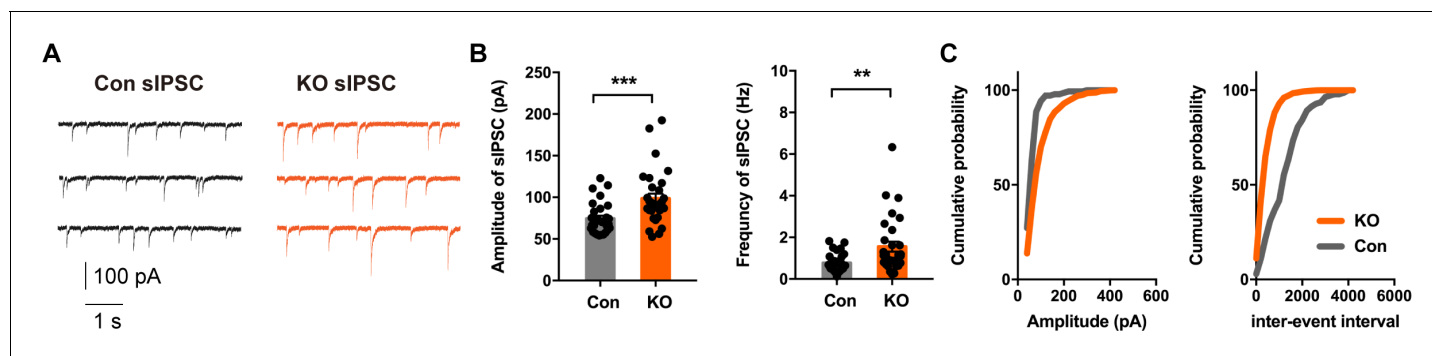 A
Con sIPSC
KO sIPSC
100 pA
1 s
B
Amplitude of sIPSC (pA)
250
200
150
100
50
0
***
Con
KO
Frequncy of sIPSC (Hz)
10
8
6
4
2
0
**
Con
KO
C
Cumulative probability
100
50
0
0
200
400
600
Amplitude (pA)
Cumulative probability
100
50
0
0
2000
4000
6000
inter-event interval
KO
Con